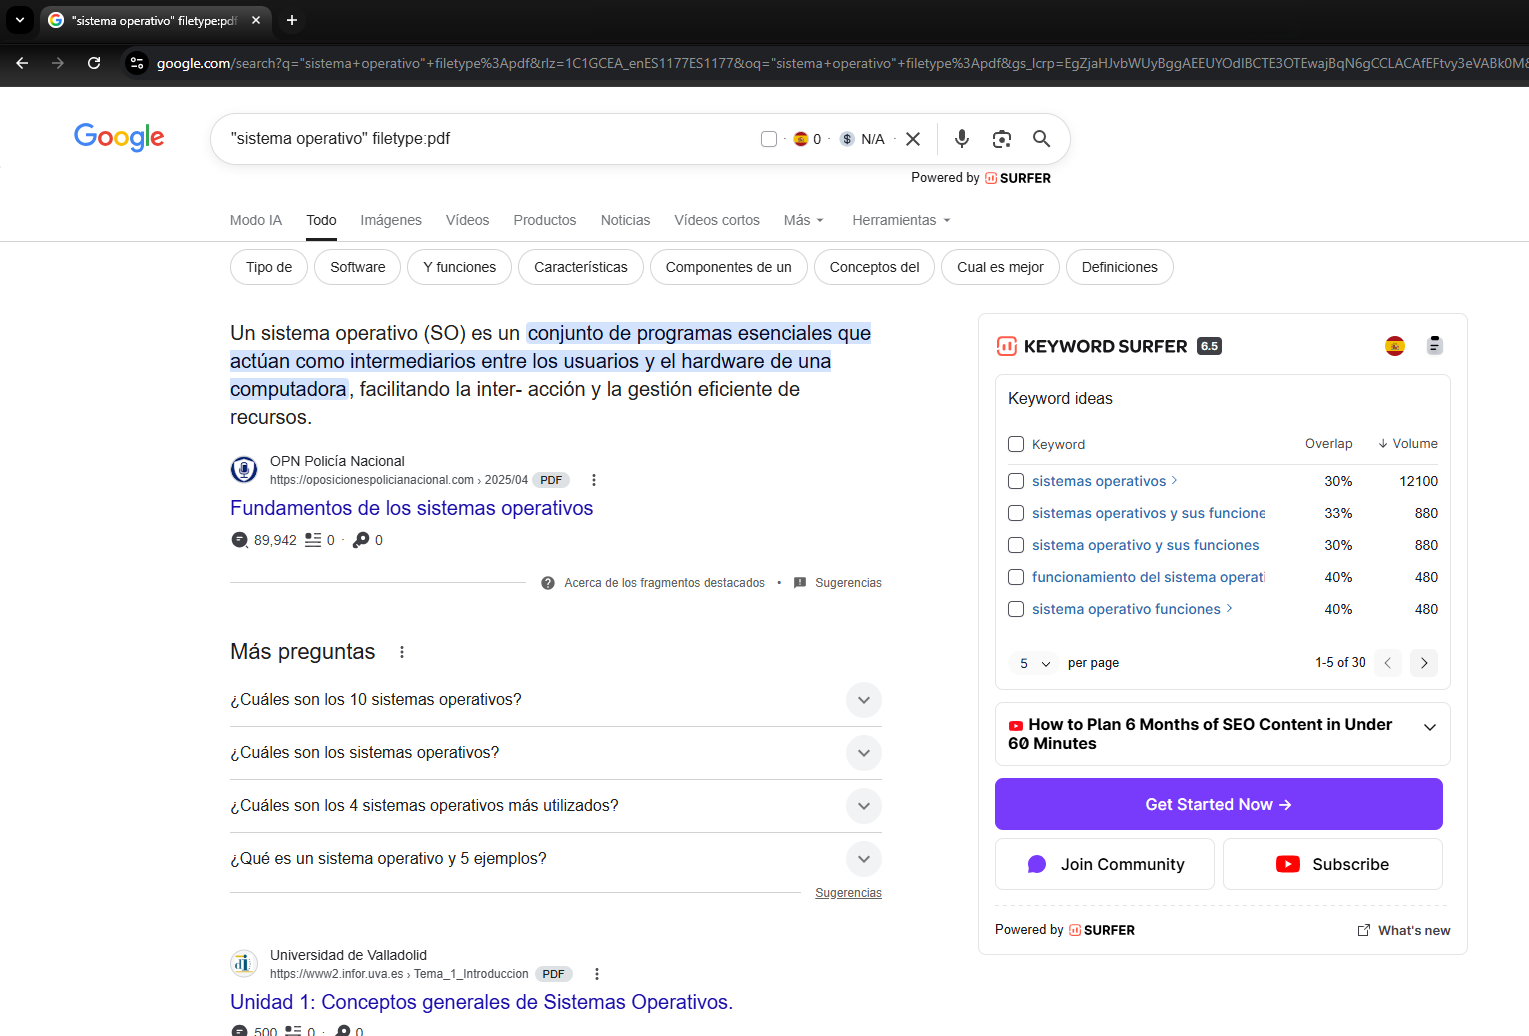 "sistema operativo" filetype:pdf
google.com/search?q="sistema+operativo"+filetype%3Apdf&rlz=1C1GCEA_enES1177ES1177&oq="sistema+operativo"+filetype%3Apdf&gs_lcrp=EgZjaHJvbWUyBggAEEUYOdIBCTE3OTEwajBqN6gCCLACAfEFtvy3eVABk0M&
Google
"sistema operativo" filetype:pdf
0 · $ N/A ·
Powered by SURFER
Modo IA Todo Imágenes Vídeos Productos Noticias Vídeos cortos Más Herramientas
Tipo de Software Y funciones Características Componentes de un Conceptos del Cual es mejor Definiciones
Un sistema operativo (SO) es un conjunto de programas esenciales que
actúan como intermediarios entre los usuarios y el hardware de una
computadora, facilitando la inter- acción y la gestión eficiente de
recursos.
OPN Policía Nacional
https://oposicionespolicianacional.com › 2025/04 PDF
Fundamentos de los sistemas operativos
89,942 0 · 0
Acerca de los fragmentos destacados • Sugerencias
Más preguntas
¿Cuáles son los 10 sistemas operativos?
¿Cuáles son los sistemas operativos?
¿Cuáles son los 4 sistemas operativos más utilizados?
¿Qué es un sistema operativo y 5 ejemplos?
Sugerencias
Universidad de Valladolid
https://www2.infor.uva.es › Tema_1_Introduccion PDF
Unidad 1: Conceptos generales de Sistemas Operativos.
500 0 · 0
KEYWORD SURFER 6.5
Keyword ideas
Keyword Overlap ↓ Volume
sistemas operativos > 30% 12100
sistemas operativos y sus funcione 33% 880
sistema operativo y sus funciones 30% 880
funcionamiento del sistema operati 40% 480
sistema operativo funciones > 40% 480
5 per page 1-5 of 30
How to Plan 6 Months of SEO Content in Under
60 Minutes
Get Started Now →
Join Community Subscribe
Powered by SURFER What's new